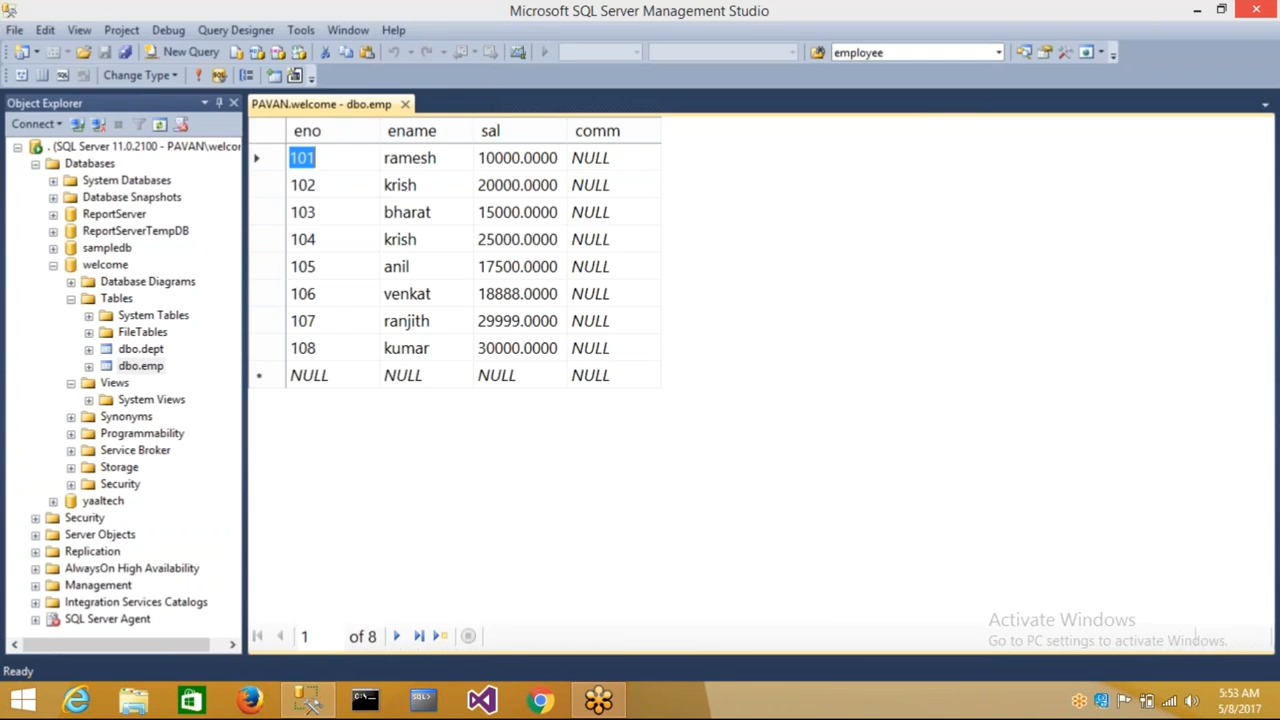 Microsoft SQL Server Management Studio
File Edit View Project Debug Query Designer Tools Window Help
New Query employee
Change Type
Object Explorer
PAVAN.welcome - dbo.emp
Connect
. (SQL Server 11.0.2100 - PAVAN\welcor
Databases
System Databases
Database Snapshots
ReportServer
ReportServerTempDB
sampledb
welcome
Database Diagrams
Tables
System Tables
FileTables
dbo.dept
dbo.emp
Views
System Views
Synonyms
Programmability
Service Broker
Storage
Security
yaaltech
Security
Server Objects
Replication
AlwaysOn High Availability
Management
Integration Services Catalogs
SQL Server Agent
eno ename sal comm
101 ramesh 10000.0000 NULL
102 krish 20000.0000 NULL
103 bharat 15000.0000 NULL
104 krish 25000.0000 NULL
105 anil 17500.0000 NULL
106 venkat 18888.0000 NULL
107 ranjith 29999.0000 NULL
108 kumar 30000.0000 NULL
NULL NULL NULL NULL
1 of 8
Activate Windows
Go to PC settings to activate Windows.
Ready
5:53 AM
5/8/2017